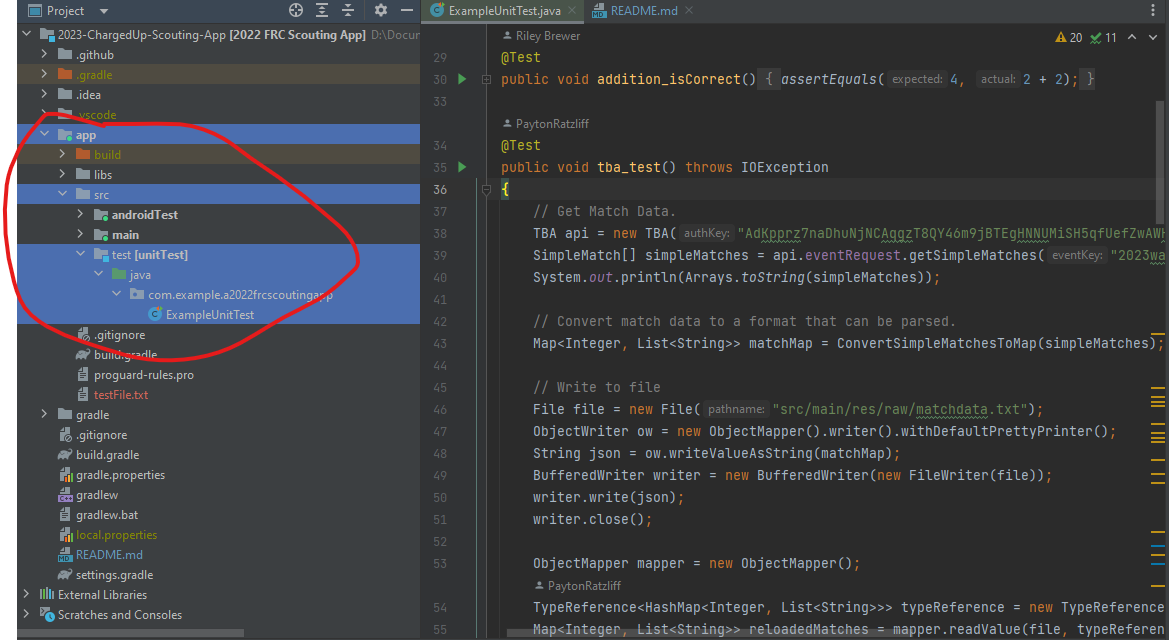 Project
2023-ChargedUp-Scouting-App [2022 FRC Scouting App] D:\Docur
.github
.gradle
.idea
.vscode
app
build
libs
src
androidTest
main
test [unitTest]
java
com.example.a2022frcscoutingapp
ExampleUnitTest
.gitignore
build.gradle
proguard-rules.pro
testFile.txt
gradle
.gitignore
build.gradle
gradle.properties
gradlew
gradlew.bat
local.properties
README.md
settings.gradle
External Libraries
Scratches and Consoles
ExampleUnitTest.java README.md
Riley Brewer 20 11
29 @Test
30 public void addition_isCorrect() { assertEquals( expected: 4, actual: 2 + 2); }
33
PaytonRatzliff
34 @Test
35 public void tba_test() throws IOException
36 {
37 // Get Match Data.
38 TBA api = new TBA( authKey:
39 SimpleMatch[] simpleMatches = api.eventRequest.getSimpleMatches( eventKey: "2023wa
40 System.out.println(Arrays.toString(simpleMatches));
41
42 // Convert match data to a format that can be parsed.
43 Map<Integer, List<String>> matchMap = ConvertSimpleMatchesToMap(simpleMatches);
44
45 // Write to file
46 File file = new File( pathname: "src/main/res/raw/matchdata.txt");
47 ObjectWriter ow = new ObjectMapper().writer().withDefaultPrettyPrinter();
48 String json = ow.writeValueAsString(matchMap);
49 BufferedWriter writer = new BufferedWriter(new FileWriter(file));
50 writer.write(json);
51 writer.close();
52
53 ObjectMapper mapper = new ObjectMapper();
PaytonRatzliff
54 TypeReference<HashMap<Integer, List<String>>> typeReference = new TypeReference
55 Map<Integer, List<String>> reloadedMatches = mapper.readValue(file, typeReferen